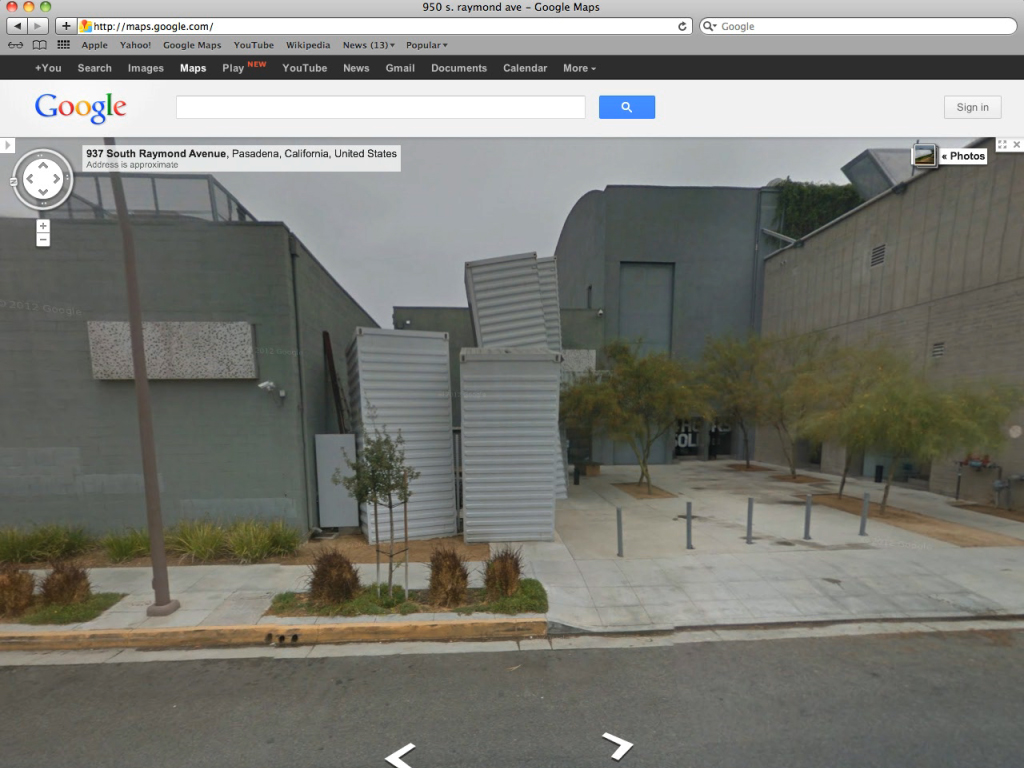 950 s. raymond ave – Google Maps
http://maps.google.com/
Google
Apple Yahoo! Google Maps YouTube Wikipedia News (13)▾ Popular▾
+You Search Images Maps Play NEW YouTube News Gmail Documents Calendar More
Google
Sign in
937 South Raymond Avenue, Pasadena, California, United States
Address is approximate
« Photos
©2012 Google